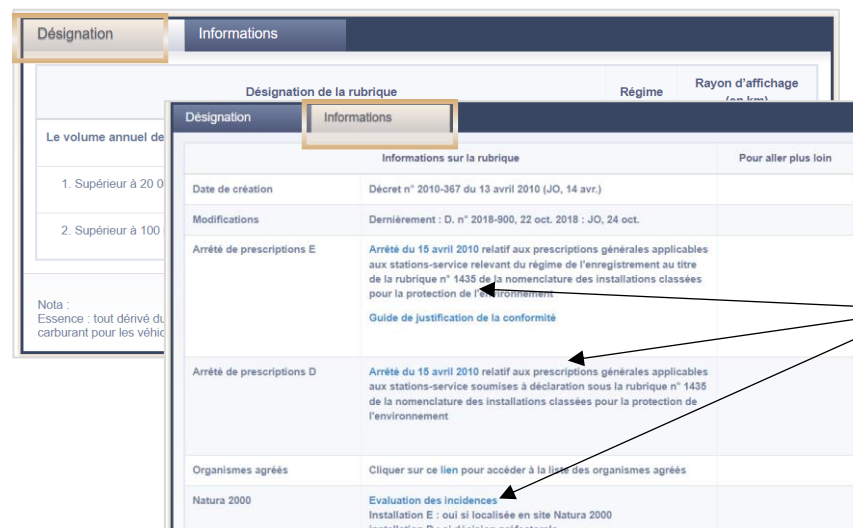 Désignation
Informations
Désignation de la rubrique
Régime
Rayon d'affichage
(en km)
Le volume annuel de
1. Supérieur à 20 0
2. Supérieur à 100
Nota :
Essence : tout dérivé du
carburant pour les véhic
Désignation
Informations
Informations sur la rubrique
Pour aller plus loin
Date de création
Décret n° 2010-367 du 13 avril 2010 (JO, 14 avr.)
Modifications
Dernièrement : D. n° 2018-900, 22 oct. 2018 : JO, 24 oct.
Arrêté de prescriptions E
Arrêté du 15 avril 2010 relatif aux prescriptions générales applicables
aux stations-service relevant du régime de l'enregistrement au titre
de la rubrique n° 1435 de la nomenclature des installations classées
pour la protection de l'environnement
Guide de justification de la conformité
Arrêté de prescriptions D
Arrêté du 15 avril 2010 relatif aux prescriptions générales applicables
aux stations-service soumises à déclaration sous la rubrique n° 1435
de la nomenclature des installations classées pour la protection de
l'environnement
Organismes agréés
Cliquer sur ce lien pour accéder à la liste des organismes agréés
Natura 2000
Evaluation des incidences
Installation E : oui si localisée en site Natura 2000
Installation D : si décision préfectorale